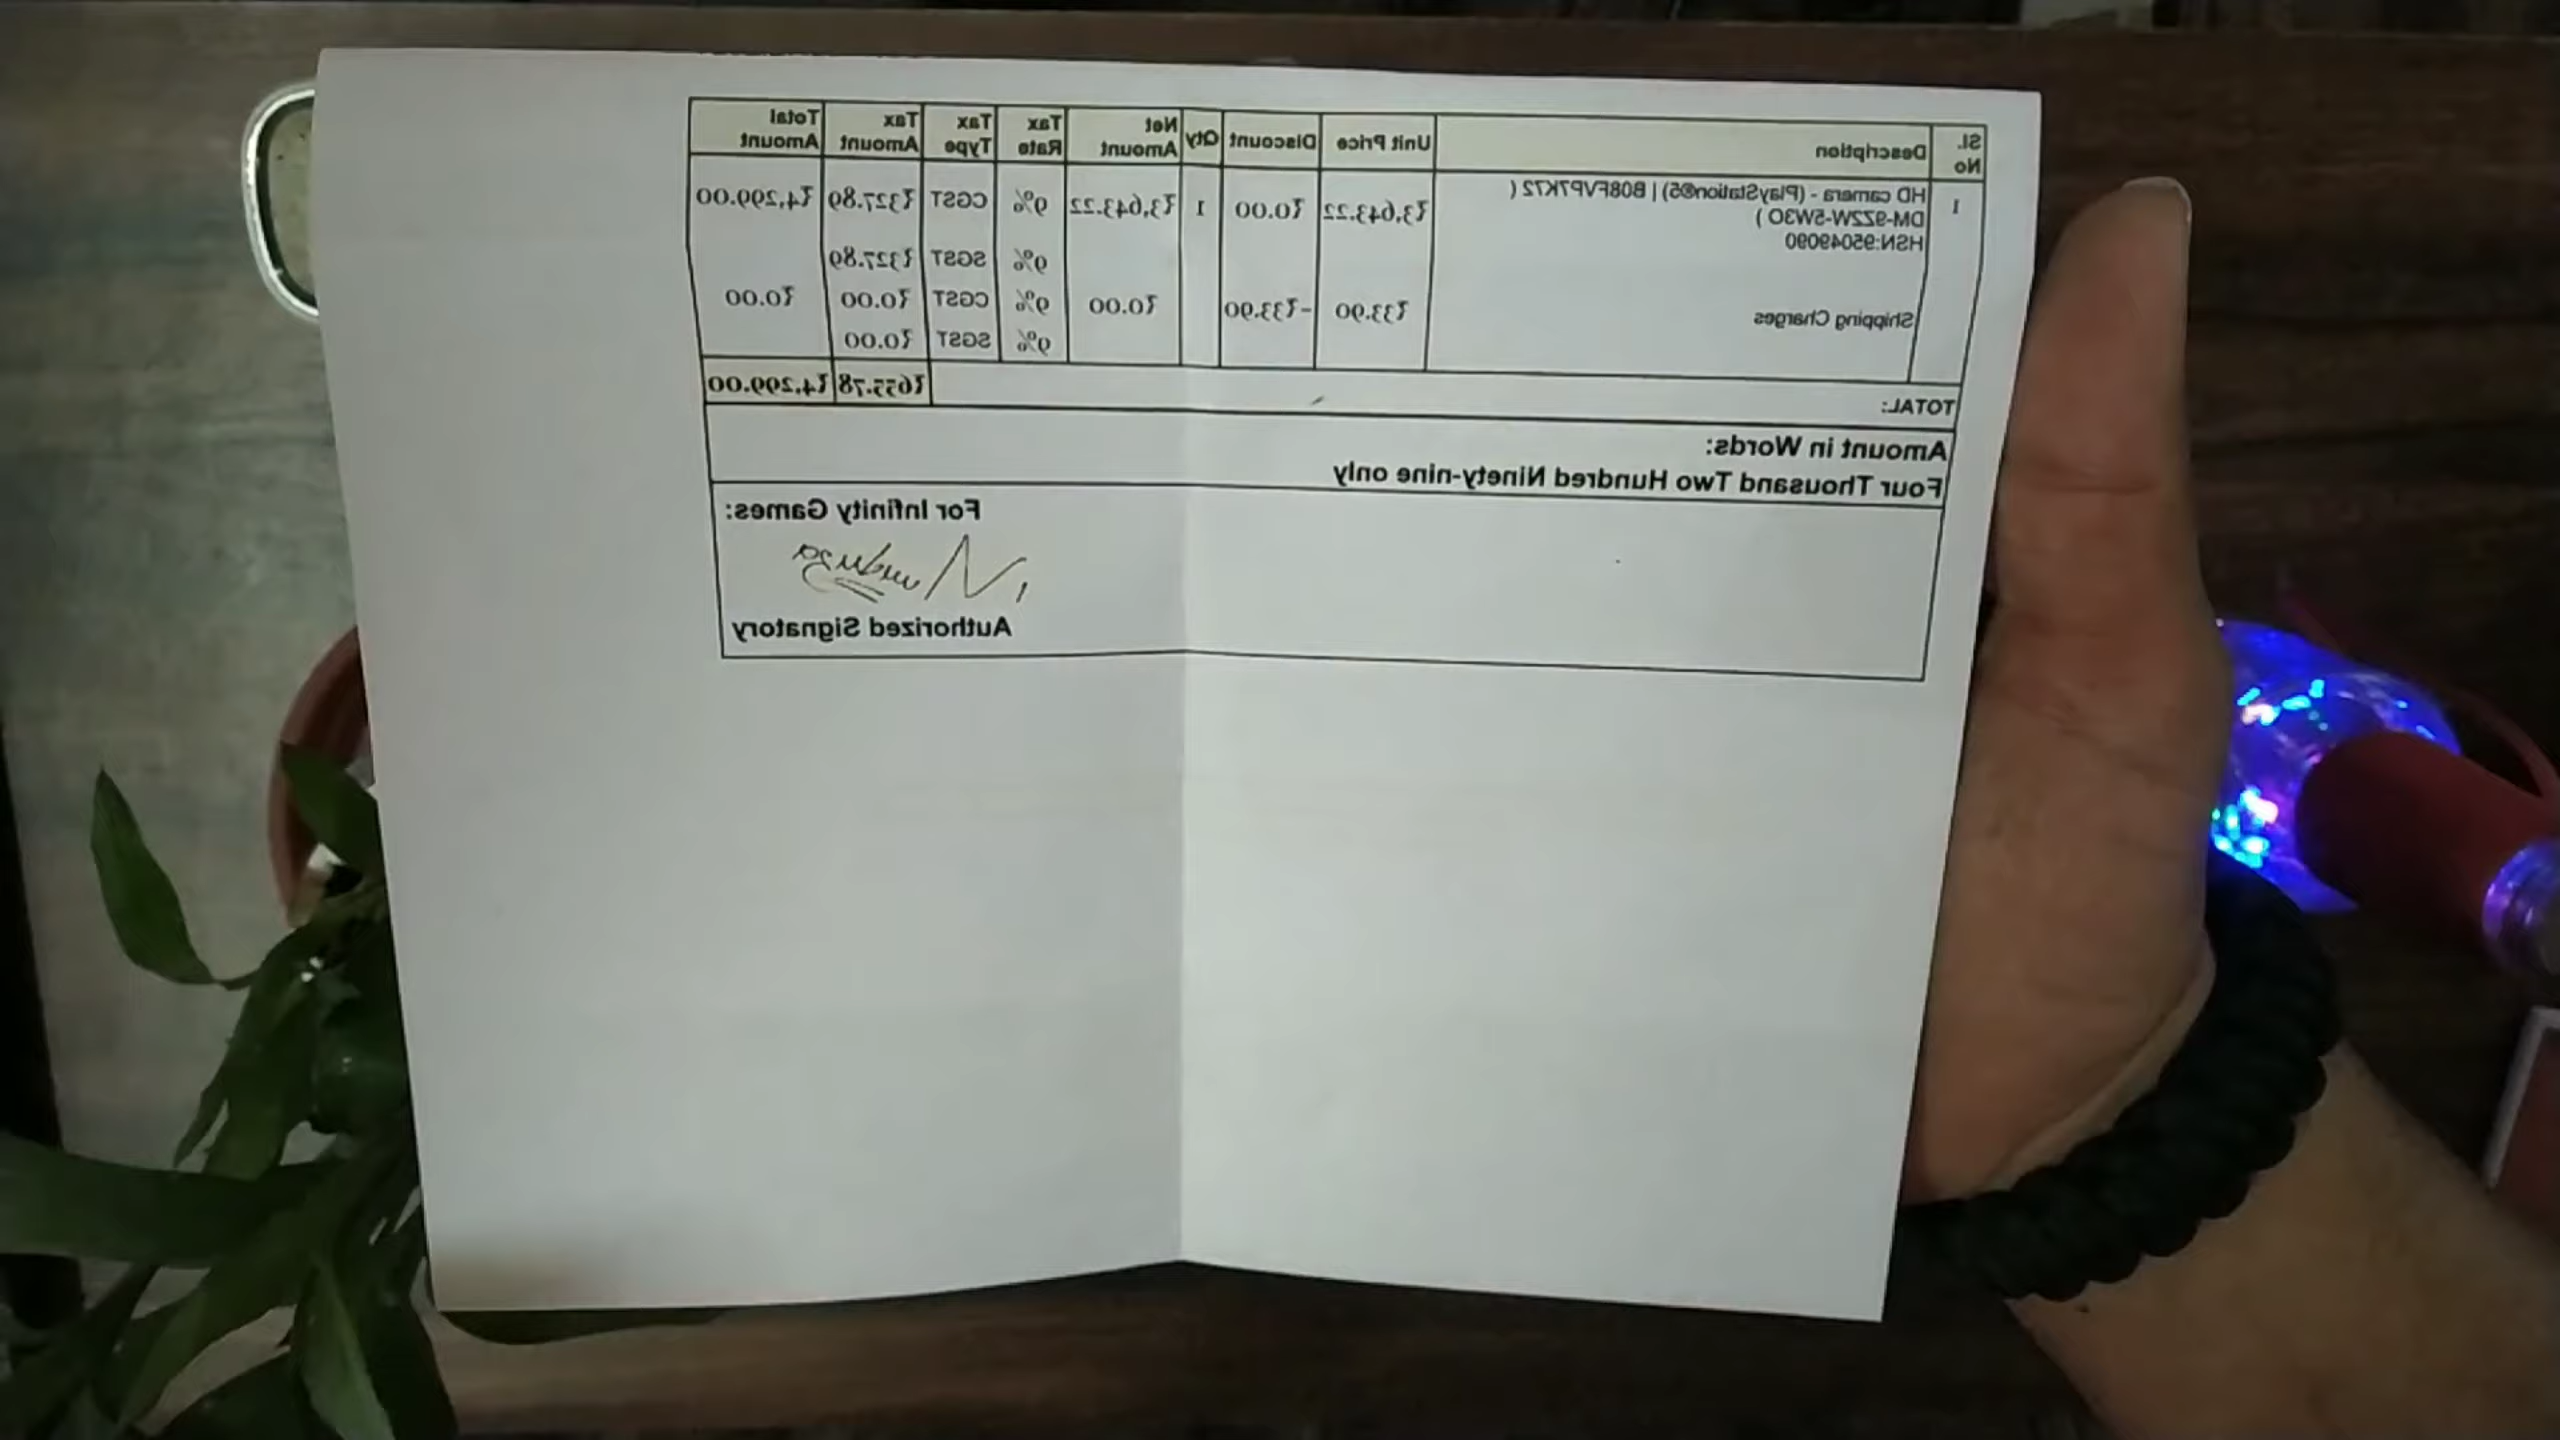 Sl. No Description Unit Price Discount Qty Net Amount Tax Rate Tax Type Tax Amount Total Amount
1 HD camera - (PlayStation®5) | B08FVP7K72 ( ₹3,643.22 ₹0.00 1 ₹3,643.22 9% CGST ₹327.89 ₹4,299.00
DM-9Z2W-5W3O )
HSN:95049090 9% SGST ₹327.89
Shipping Charges ₹33.90 -₹33.90 ₹0.00 9% CGST ₹0.00 ₹0.00
9% SGST ₹0.00
TOTAL: ₹655.78 ₹4,299.00
Amount in Words:
Four Thousand Two Hundred Ninety-nine only
For Infinity Games:
Authorized Signatory